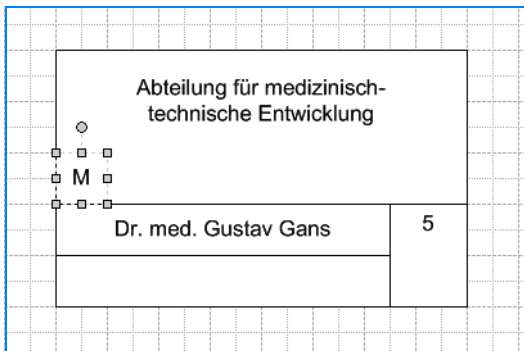 Abteilung für medizinisch-
technische Entwicklung
M
Dr. med. Gustav Gans
5